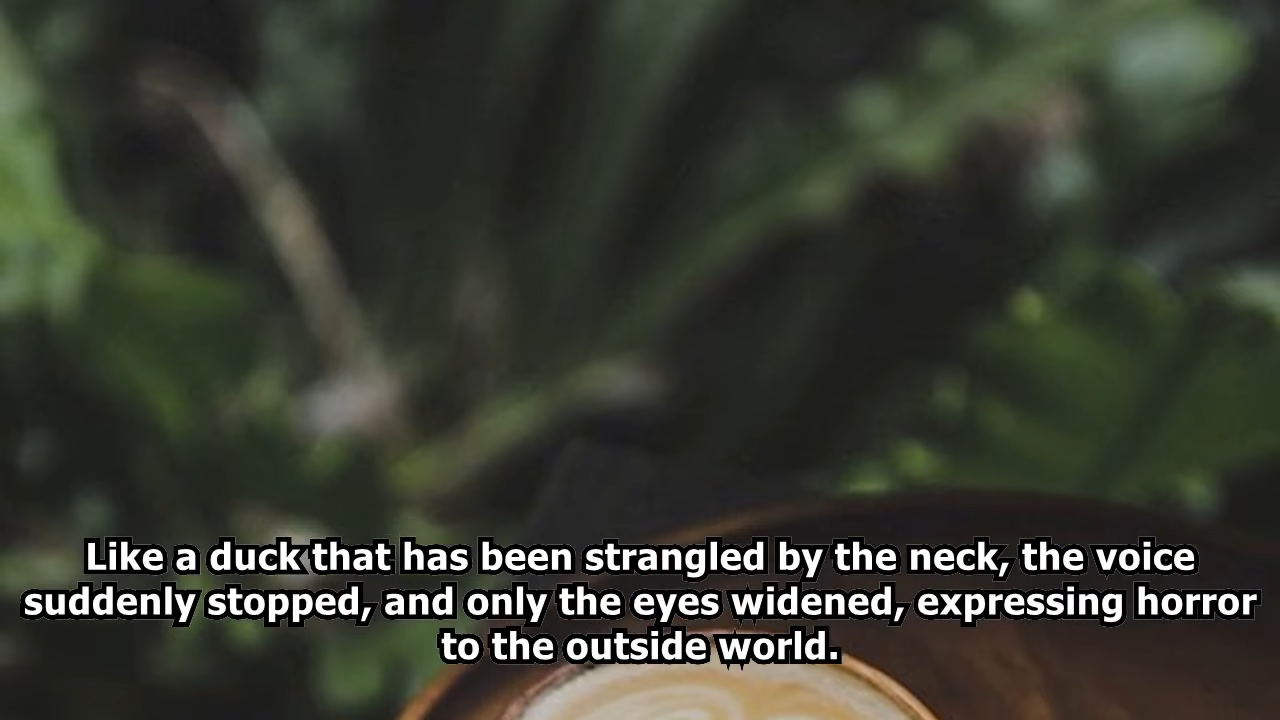 Like a duck that has been strangled by the neck, the voice
suddenly stopped, and only the eyes widened, expressing horror
to the outside world.